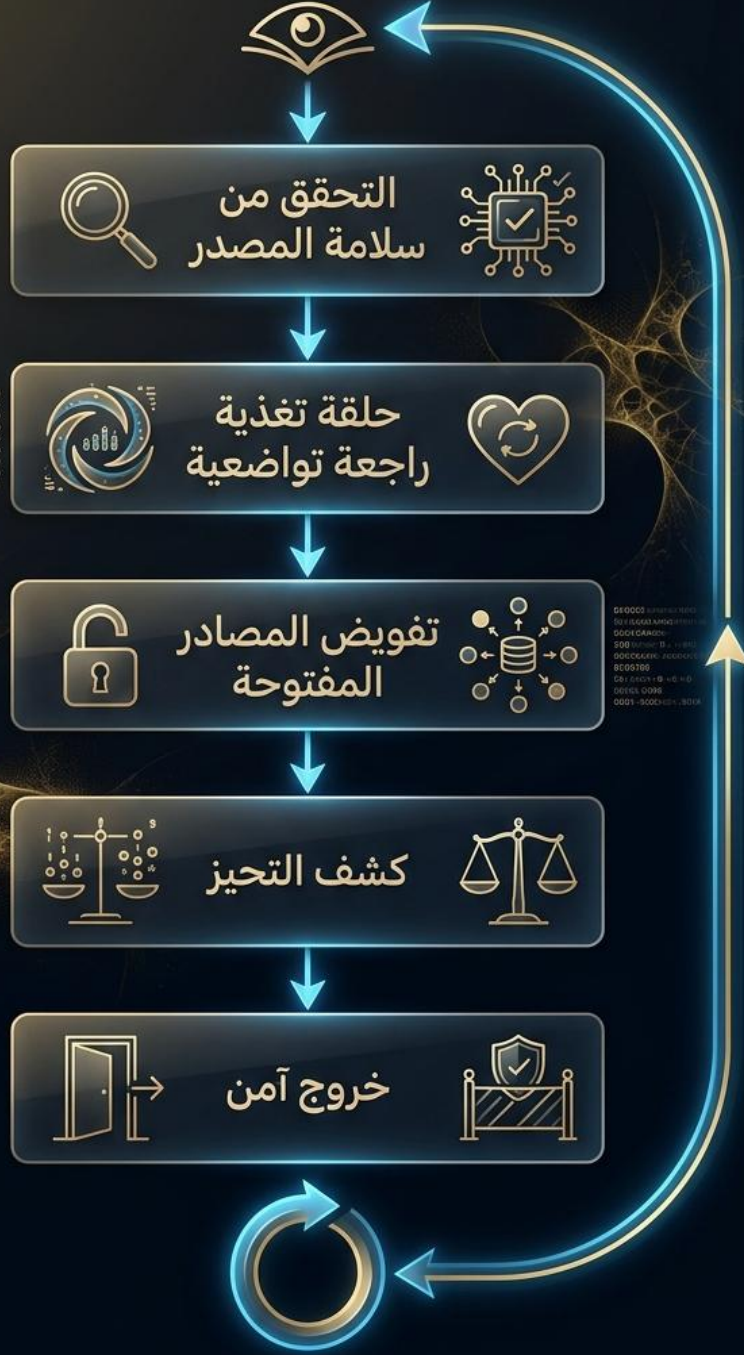 التحقق من
سلامة المصدر
حلقة تغذية
راجعة تواضعية
تفويض المصادر
المفتوحة
كشف التحيز
خروج آمن